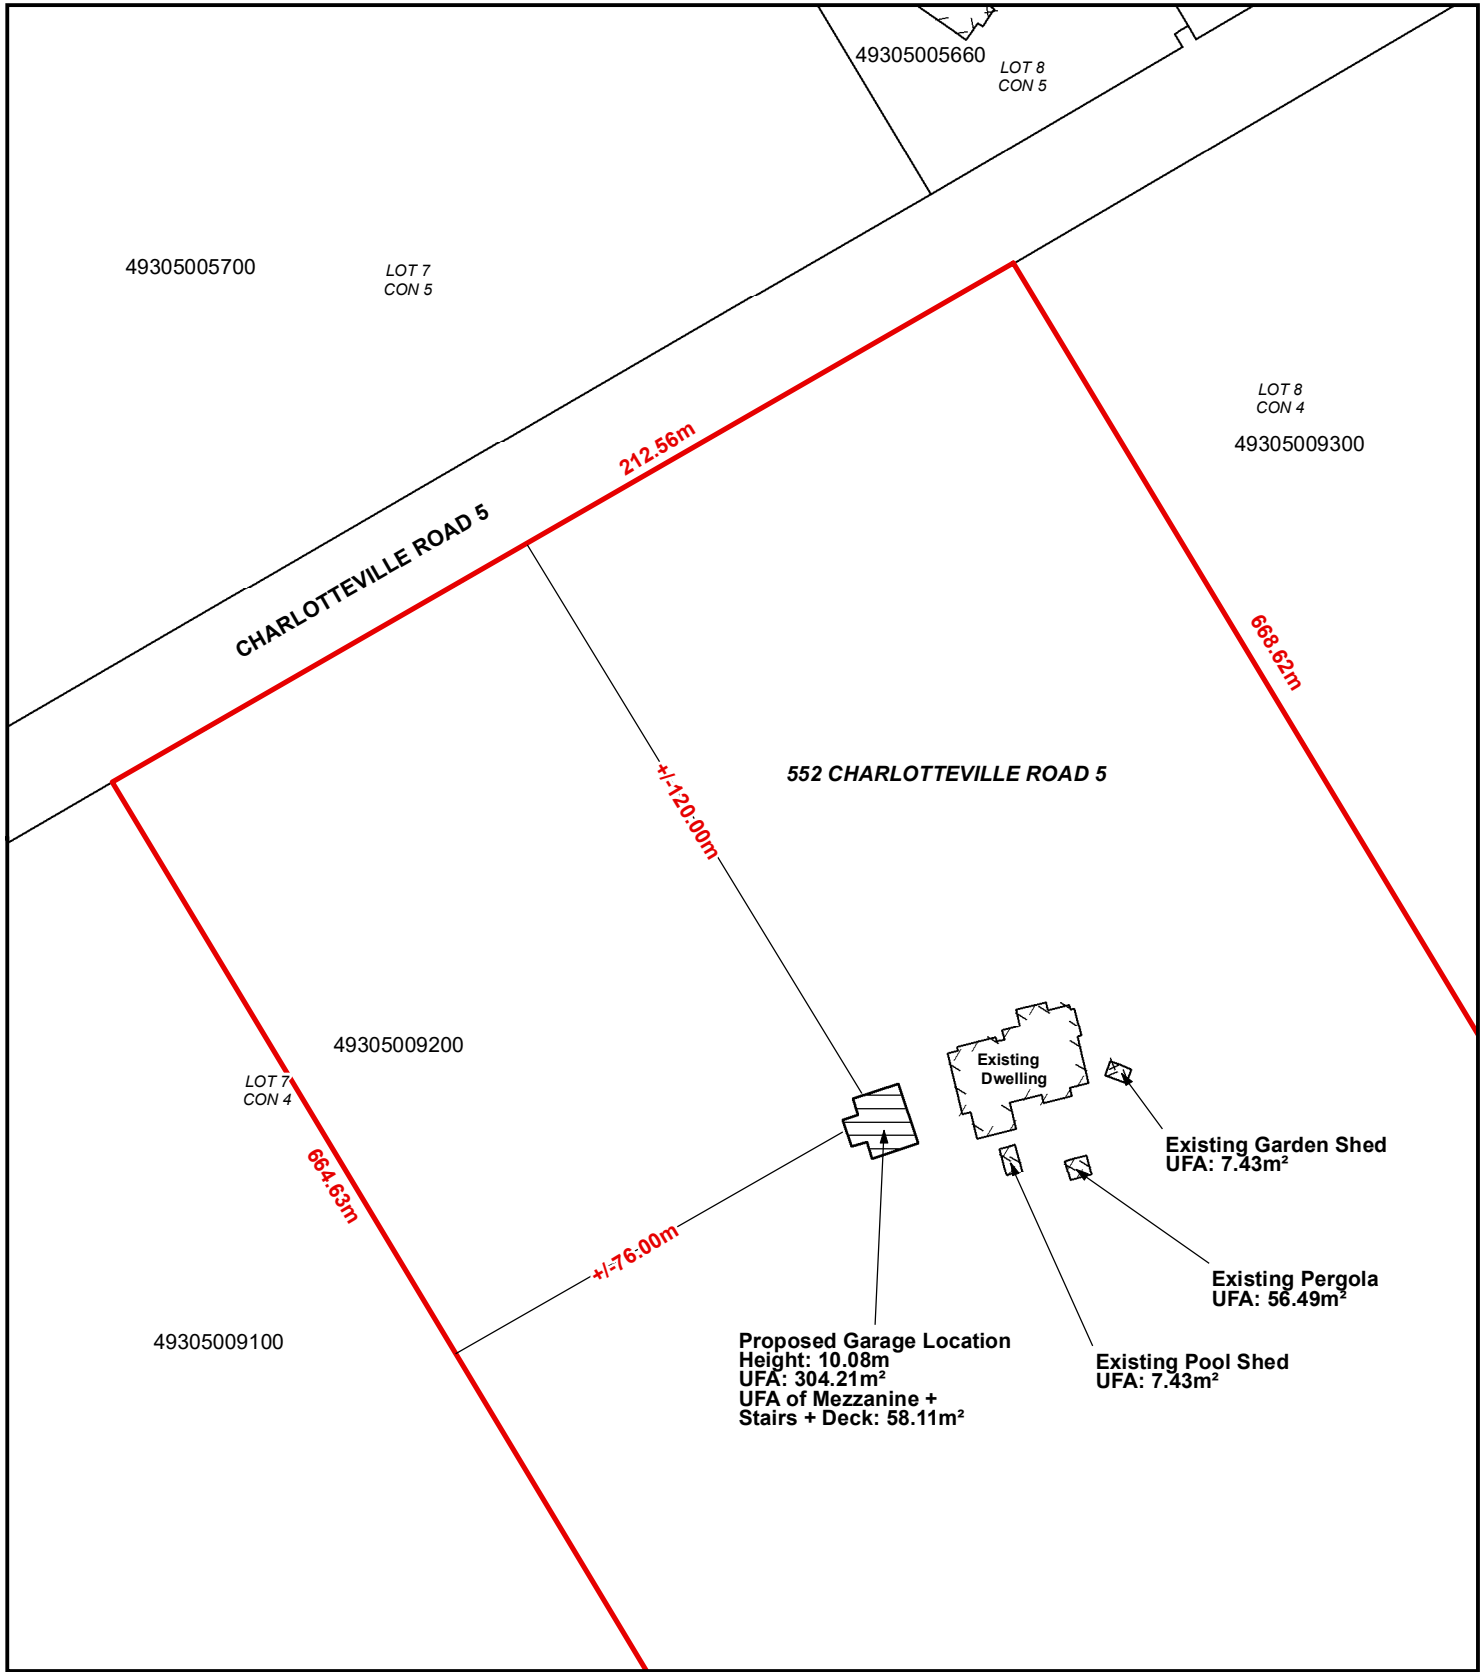 49305005660
LOT 8
CON 5
49305005700
LOT 7
CON 5
LOT 8
CON 4
49305009300
212.56m
CHARLOTTEVILLE ROAD 5
668.62m
552 CHARLOTTEVILLE ROAD 5
+/-120.00m
49305009200
LOT 7
CON 4
Existing
Dwelling
Existing Garden Shed
UFA: 7.43m²
664.63m
+/-76.00m
Existing Pergola
UFA: 56.49m²
49305009100
Proposed Garage Location
Height: 10.08m
UFA: 304.21m²
UFA of Mezzanine +
Stairs + Deck: 58.11m²
Existing Pool Shed
UFA: 7.43m²